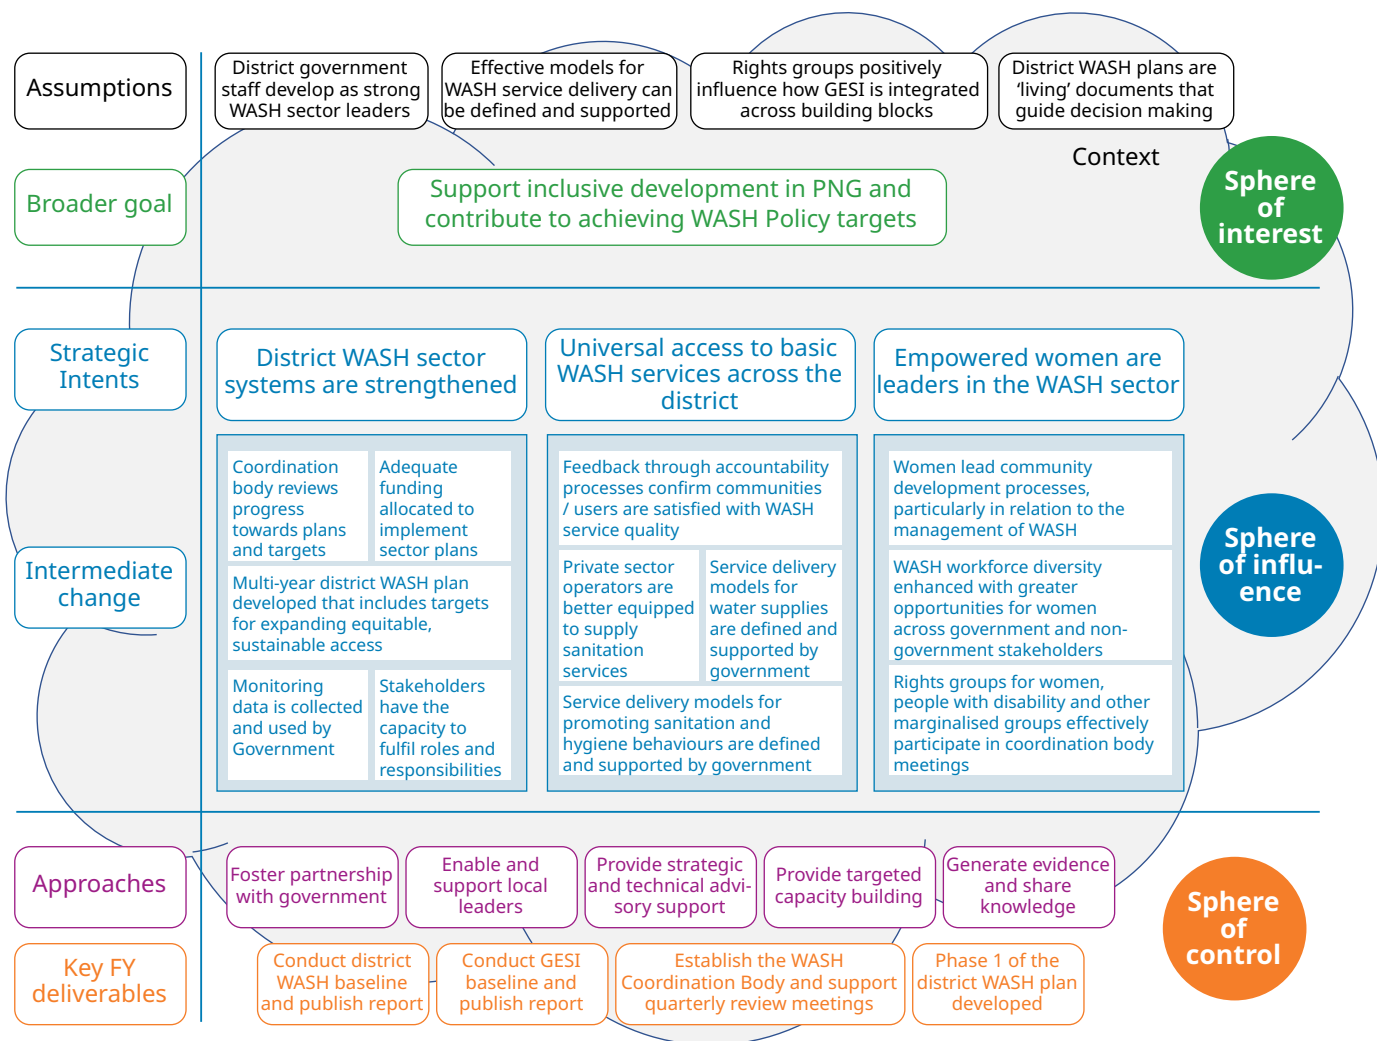 Assumptions
District government
staff develop as strong
WASH sector leaders
Effective models for
WASH service delivery can
be defined and supported
Rights groups positively
influence how GESI is integrated
across building blocks
District WASH plans are
‘living’ documents that
guide decision making
Context
Broader goal
Support inclusive development in PNG and
contribute to achieving WASH Policy targets
Sphere
of
interest
Strategic
Intents
District WASH sector
systems are strengthened
Universal access to basic
WASH services across the
district
Empowered women are
leaders in the WASH sector
Intermediate
change
Coordination
body reviews
progress
towards plans
and targets
Adequate
funding
allocated to
implement
sector plans
Multi-year district WASH plan
developed that includes targets
for expanding equitable,
sustainable access
Monitoring
data is collected
and used by
Government
Stakeholders
have the
capacity to
fulfil roles and
responsibilities
Feedback through accountability
processes confirm communities
/ users are satisfied with WASH
service quality
Private sector
operators are
better equipped
to supply
sanitation
services
Service delivery
models for
water supplies
are defined and
supported by
government
Service delivery models for
promoting sanitation and
hygiene behaviours are defined
and supported by government
Women lead community
development processes,
particularly in relation to the
management of WASH
WASH workforce diversity
enhanced with greater
opportunities for women
across government and non-
government stakeholders
Rights groups for women,
people with disability and other
marginalised groups effectively
participate in coordination body
meetings
Sphere
of influ-
ence
Approaches
Foster partnership
with government
Enable and
support local
leaders
Provide strategic
and technical advi-
sory support
Provide targeted
capacity building
Generate evidence
and share
knowledge
Sphere
of
control
Key FY
deliverables
Conduct district
WASH baseline
and publish report
Conduct GESI
baseline and
publish report
Establish the WASH
Coordination Body and support
quarterly review meetings
Phase 1 of the
district WASH plan
developed